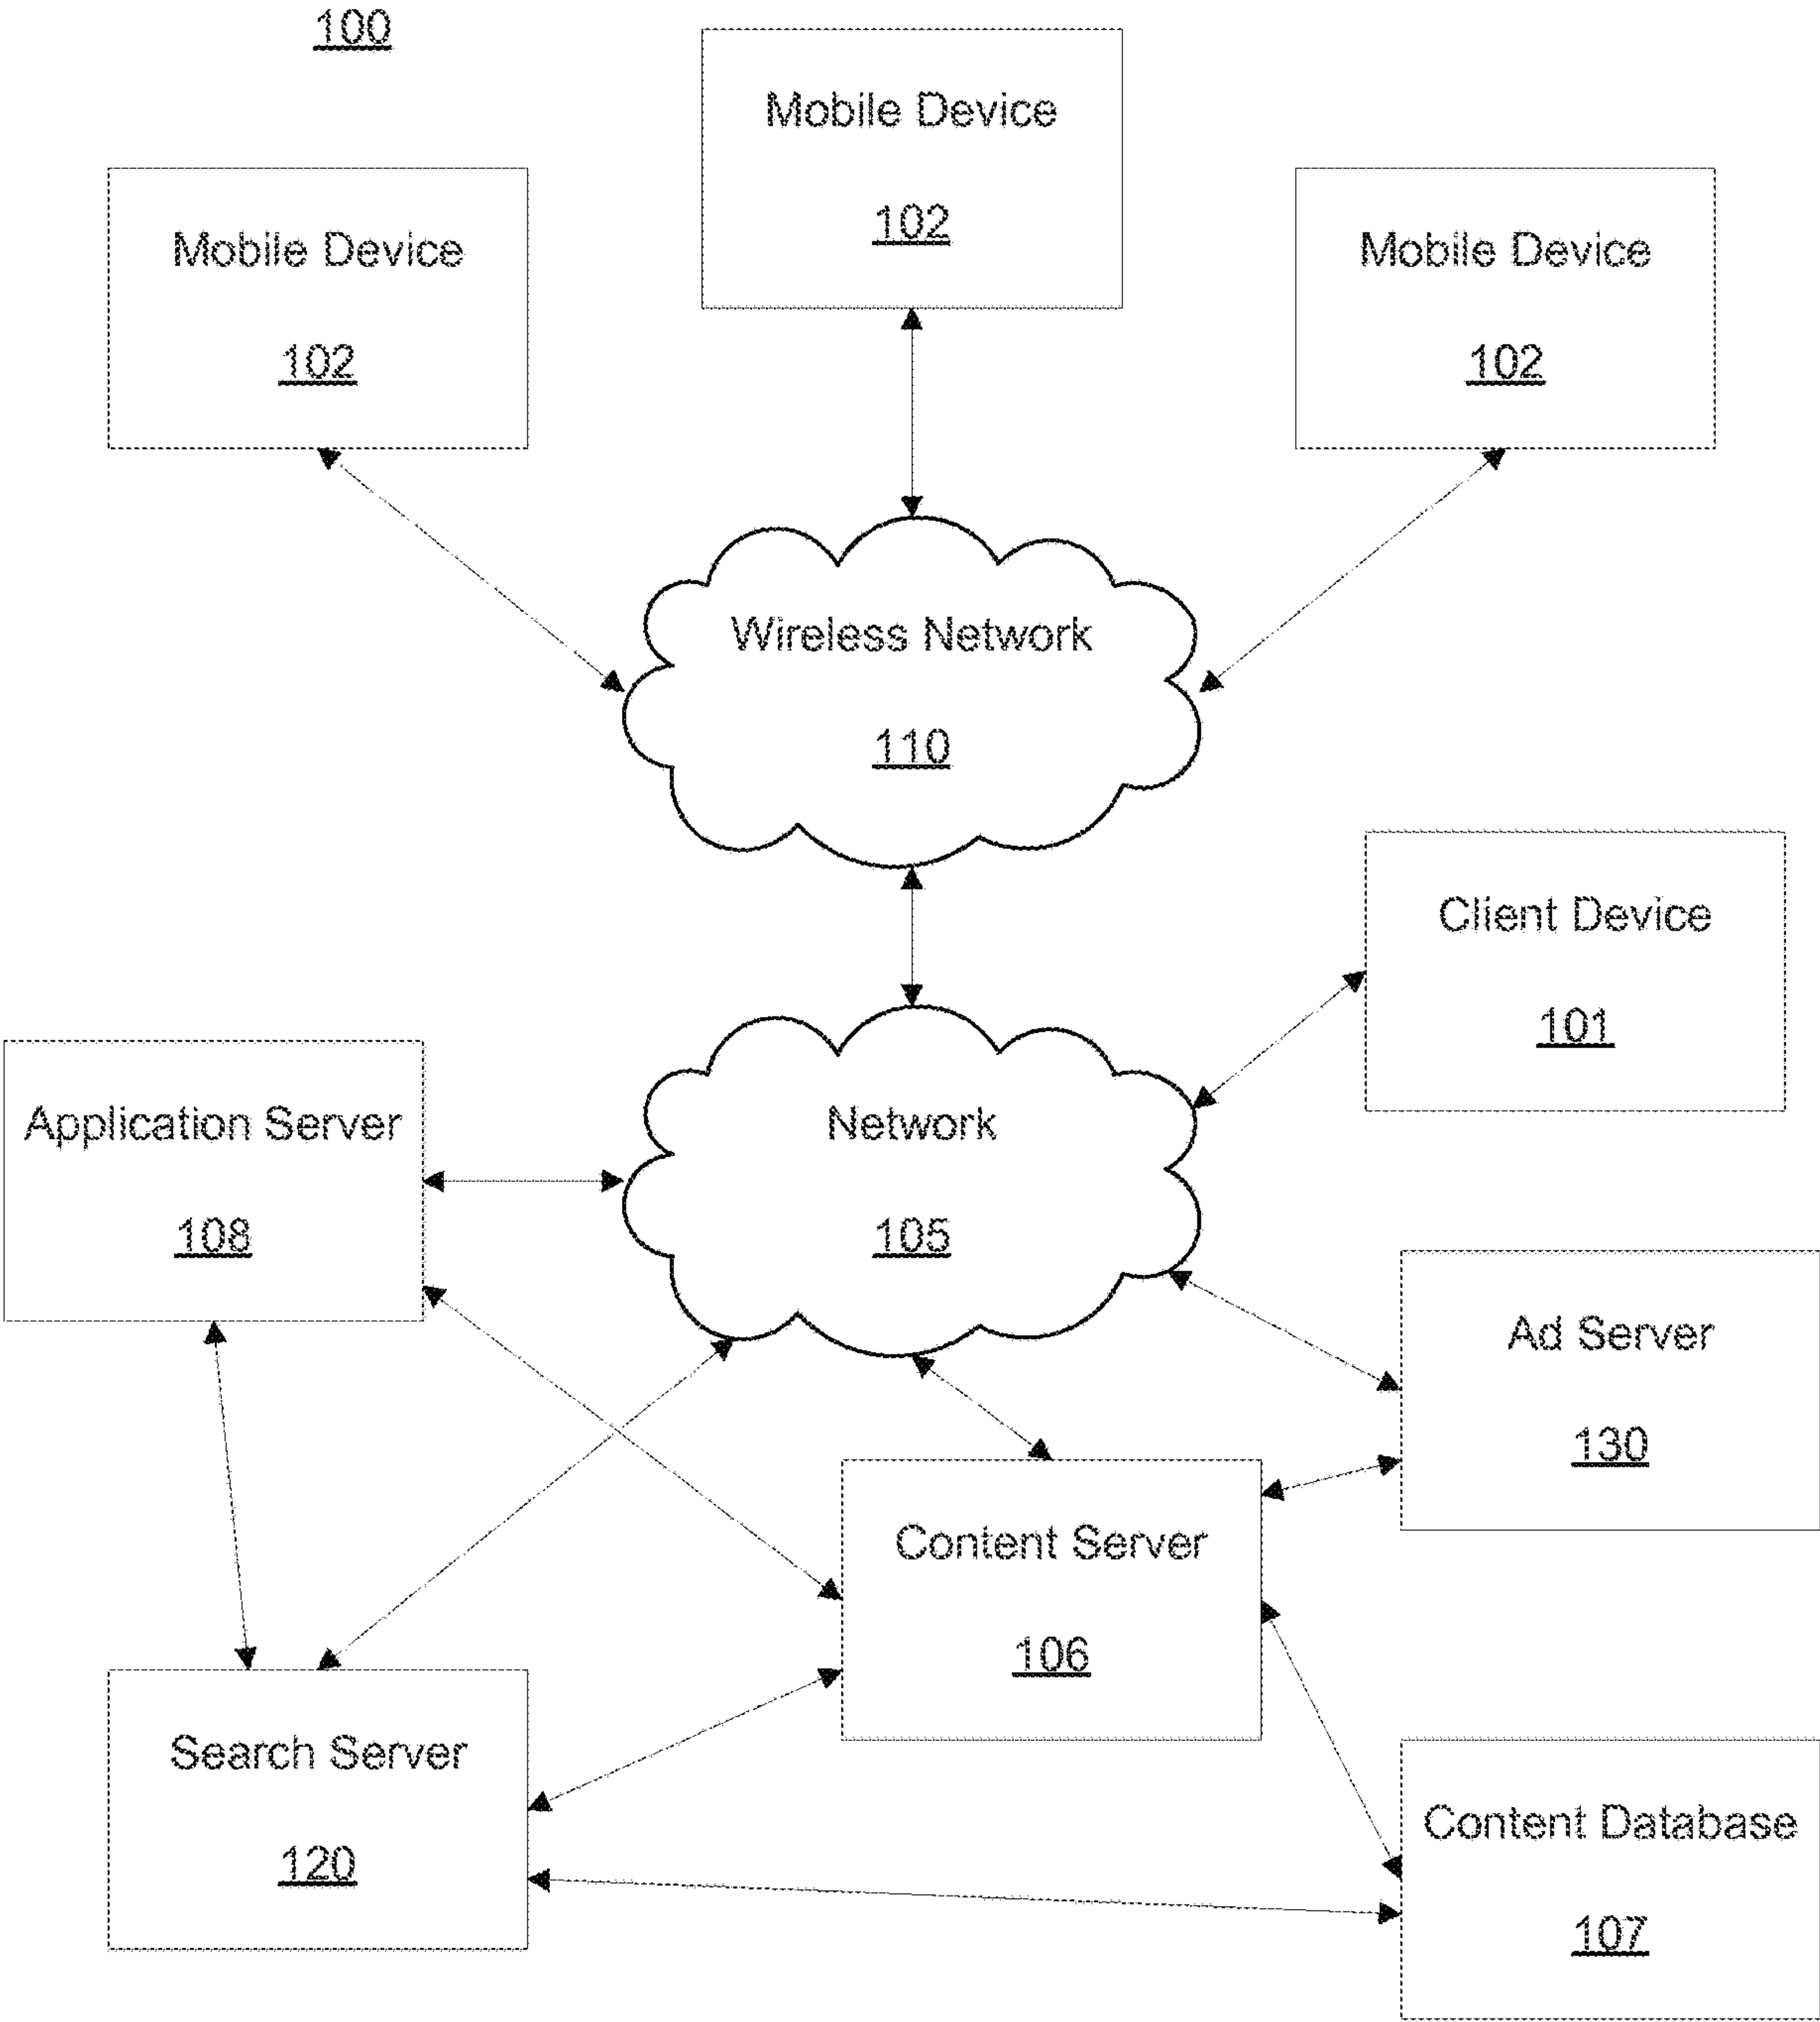 100
Mobile Device
102
Mobile Device
102
Mobile Device
102
Wireless Network
110
Client Device
101
Application Server
108
Network
105
Ad Server
130
Content Server
106
Search Server
120
Content Database
107